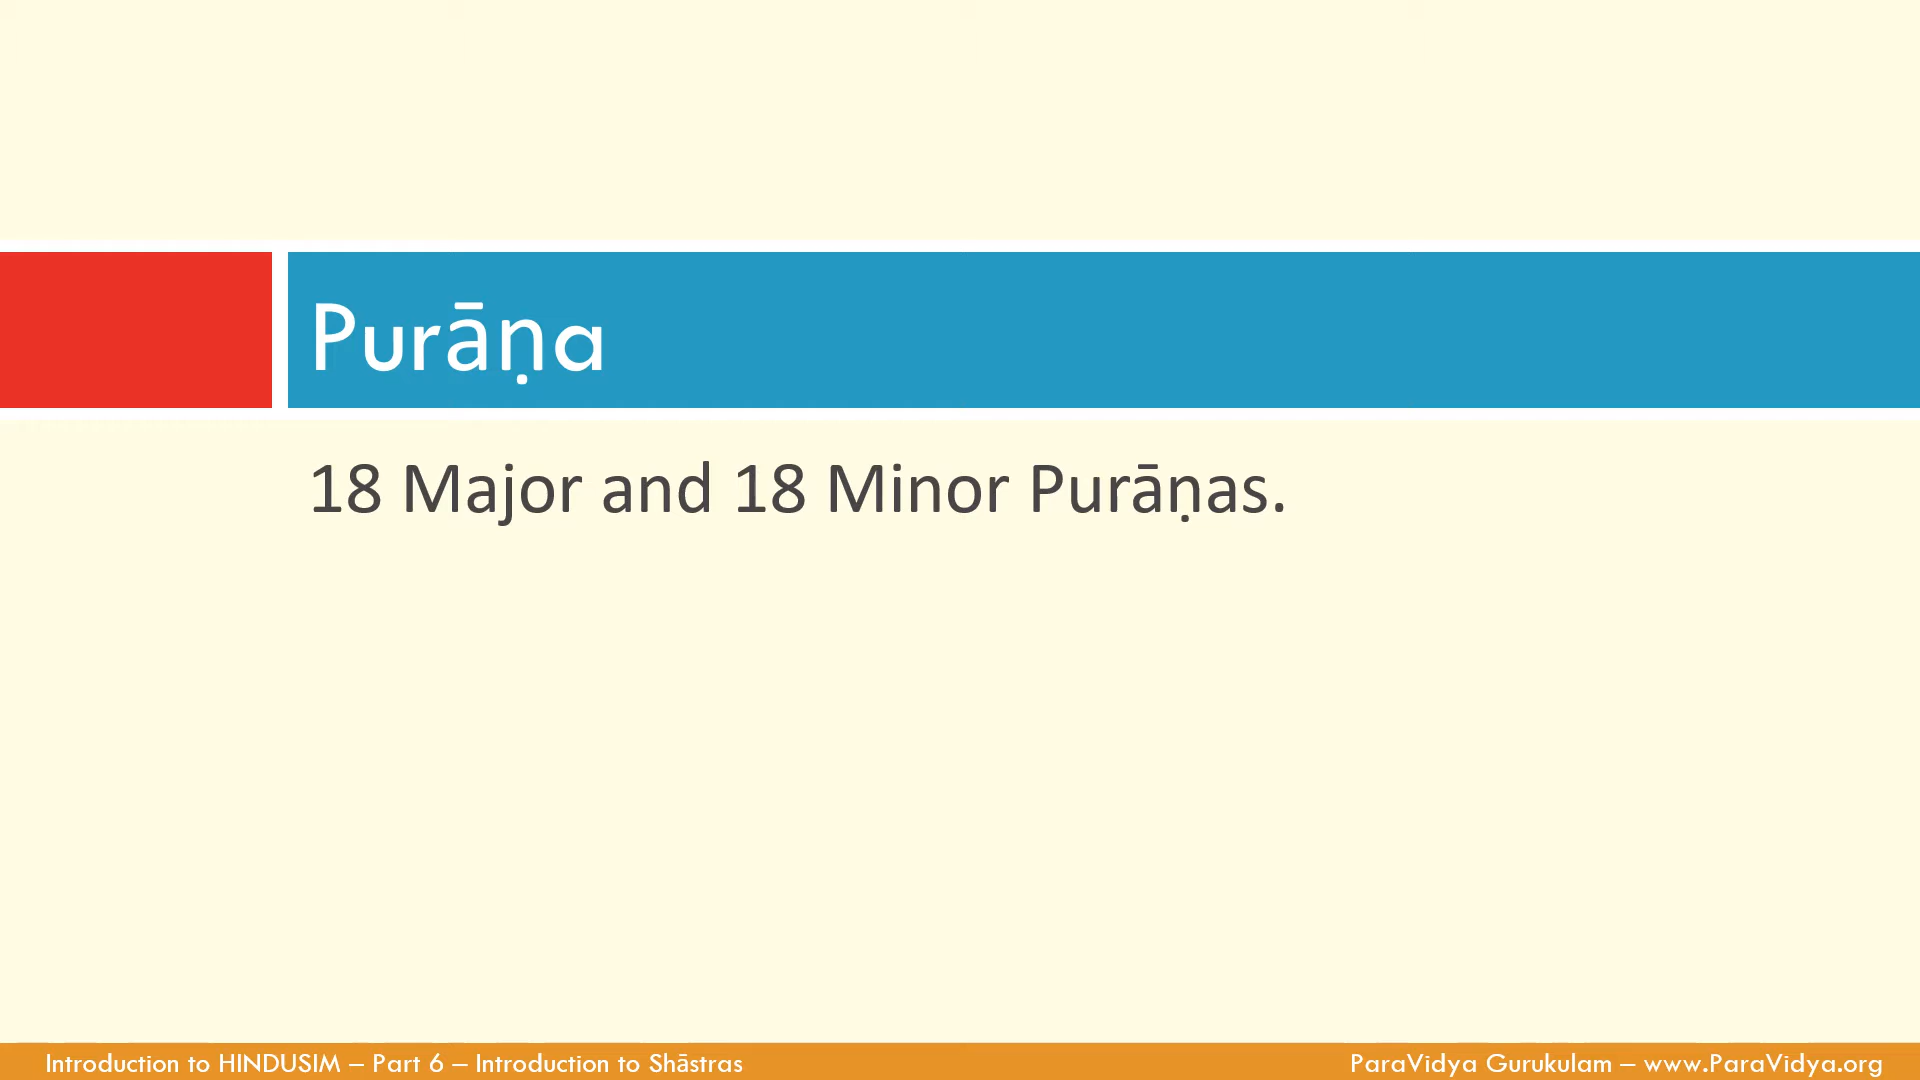 Purāṇa
18 Major and 18 Minor Purāṇas.
Introduction to HINDUSIM – Part 6 – Introduction to Shāstras
ParaVidya Gurukulam – www.ParaVidya.org